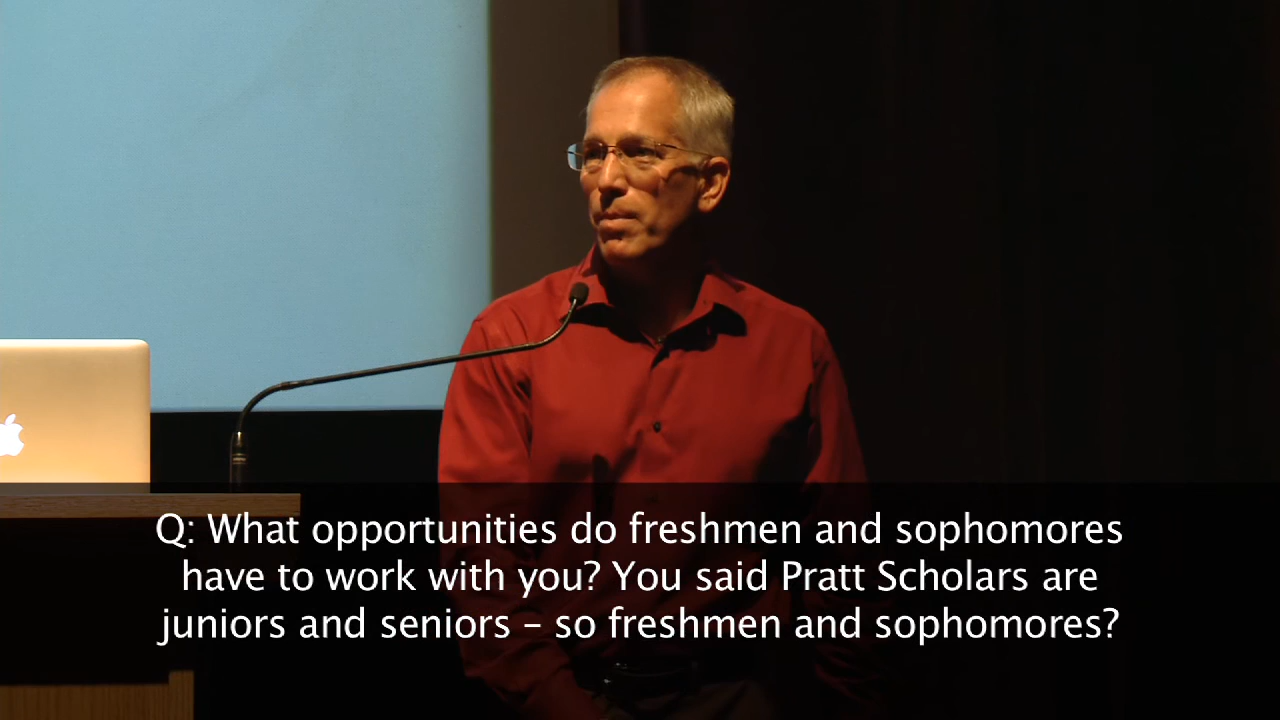 Q: What opportunities do freshmen and sophomores
have to work with you? You said Pratt Scholars are
juniors and seniors – so freshmen and sophomores?